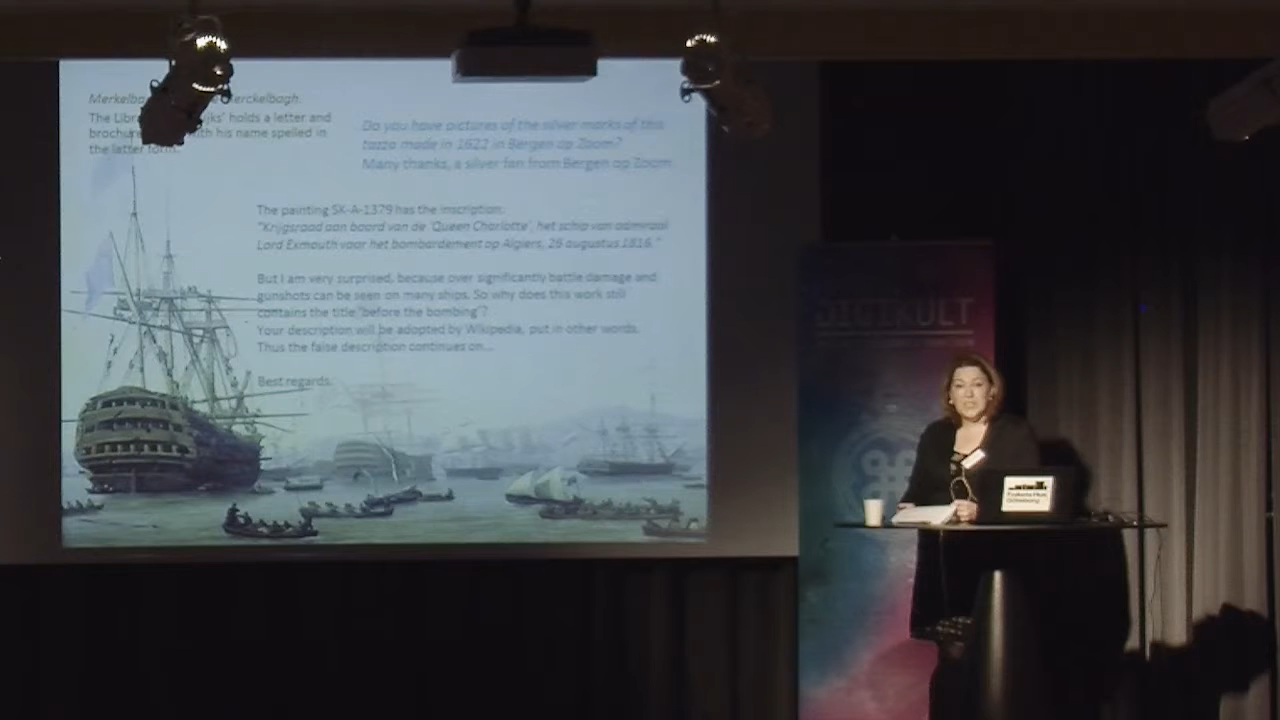 Merckelbagh.
The holds a letter and
brochure with his name spelled in
the latter form.
Do you have pictures of the silver marks of this
tazza made in 1622 in Bergen op Zoom?
Many thanks, a silver fan from Bergen op Zoom
The painting SK-A-1379 has the inscription:
"Krijgsraad aan boord van de 'Queen Charlotte', het schip van admiraal
Lord Exmouth voor het bombardement op Algiers, 26 augustus 1816."
But I am very surprised, because over significantly battle damage and
gunshots can be seen on many ships. So why does this work still
contains the title "before the bombing"?
Your description will be adopted by Wikipedia, put in other words.
Thus the false description continues on...
Best regards.
DIGIKULT